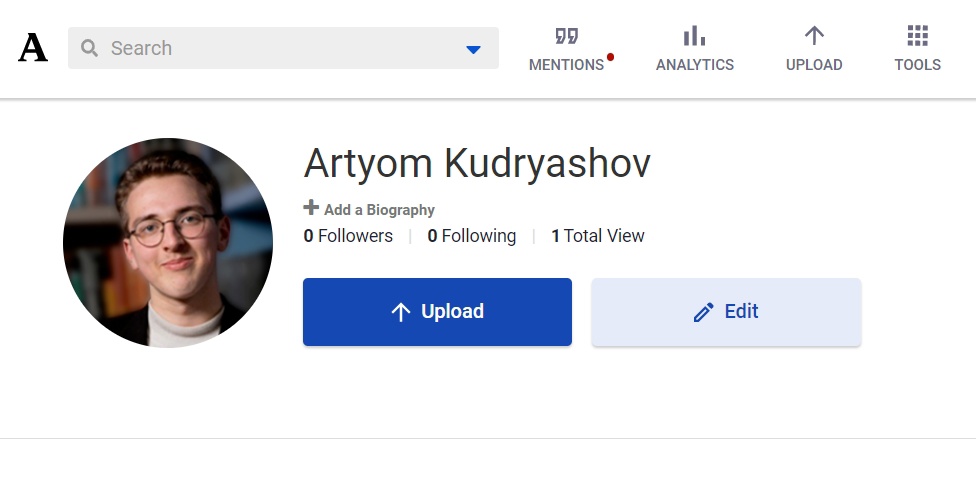 A
Search
MENTIONS
ANALYTICS
UPLOAD
TOOLS
Artyom Kudryashov
Add a Biography
0 Followers | 0 Following | 1 Total View
Upload
Edit